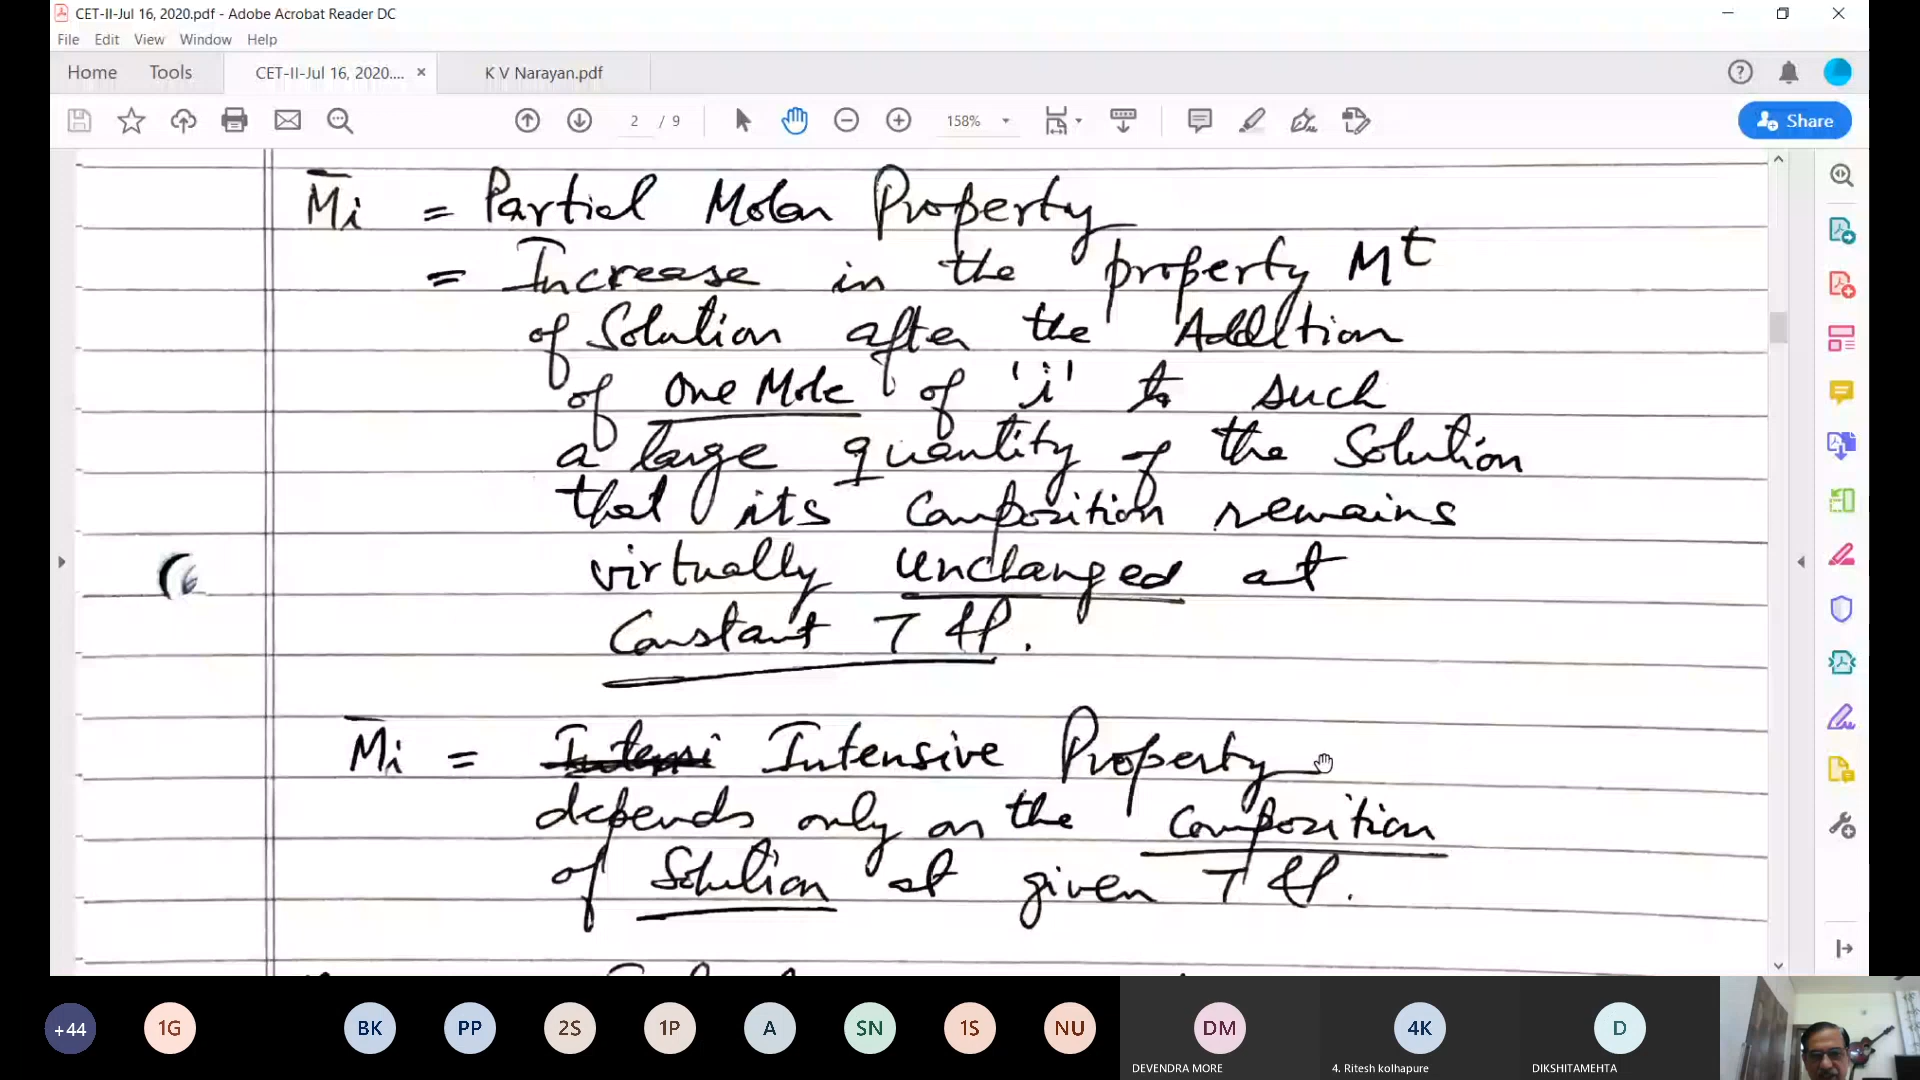 CET-II-Jul 16, 2020.pdf - Adobe Acrobat Reader DC
File Edit View Window Help
Home Tools CET-II-Jul 16, 2020.... × K V Narayan.pdf
2 / 9 158% Share
M̄i = Partial Molar Property
= Increase in the property Mᵗ
of Solution after the Addition
of One Mole of 'i' to such
a large quantity of the Solution
that its Composition remains
virtually unchanged at
Constant T & P.
M̄i = Intensive Property
depends only on the Composition
of Solution at given T & P.
+44 1G BK PP 2S 1P A SN 1S NU DM 4K D
DEVENDRA MORE 4. Ritesh kolhapure DIKSHITAMEHTA